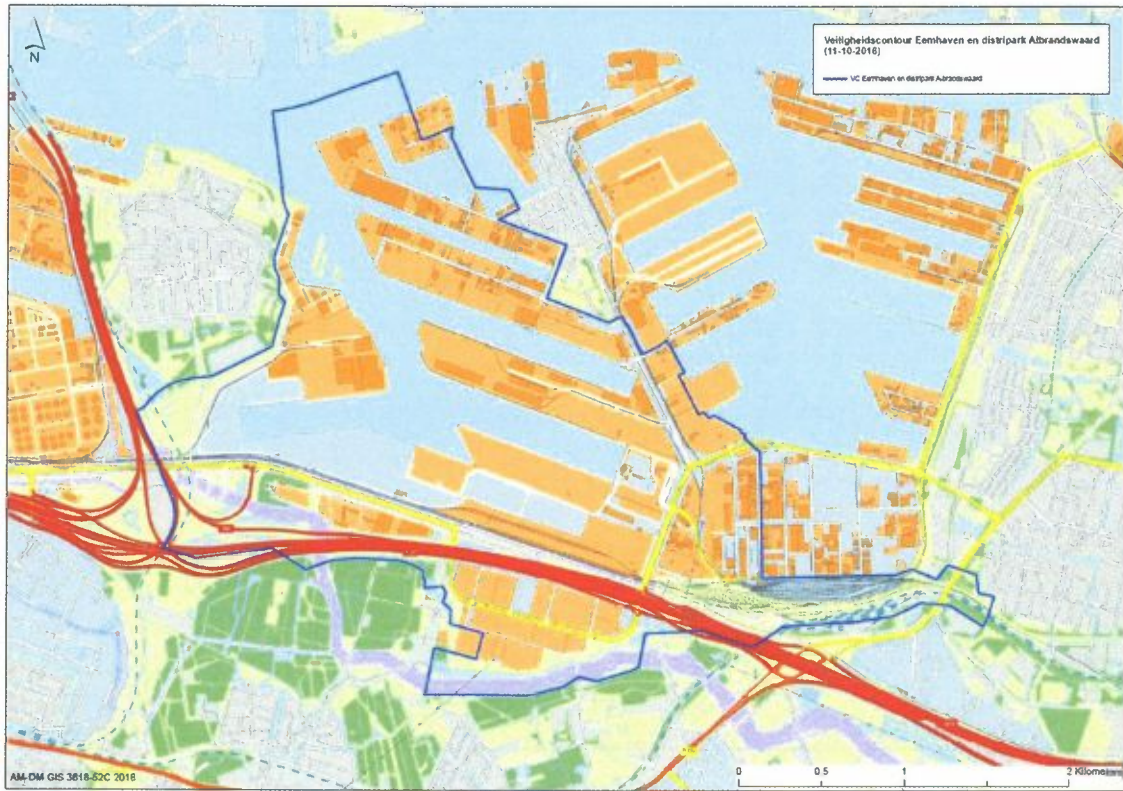 Veiligheidscontour Eemhaven en distripark Albrandswaard
(11-10-2016)
VC Eemhaven en distripark Albrandswaard
N
AM-DM GIS 3618-52C 2016
0 0.5 1 2 Kilometers